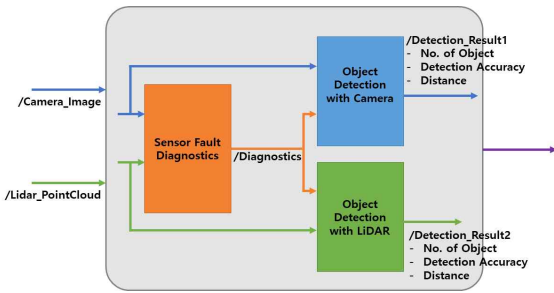 /Camera_Image
/Lidar_PointCloud
Sensor Fault
Diagnostics
/Diagnostics
Object
Detection
with Camera
Object
Detection
with LiDAR
/Detection_Result1
- No. of Object
- Detection Accuracy
- Distance
/Detection_Result2
- No. of Object
- Detection Accuracy
- Distance